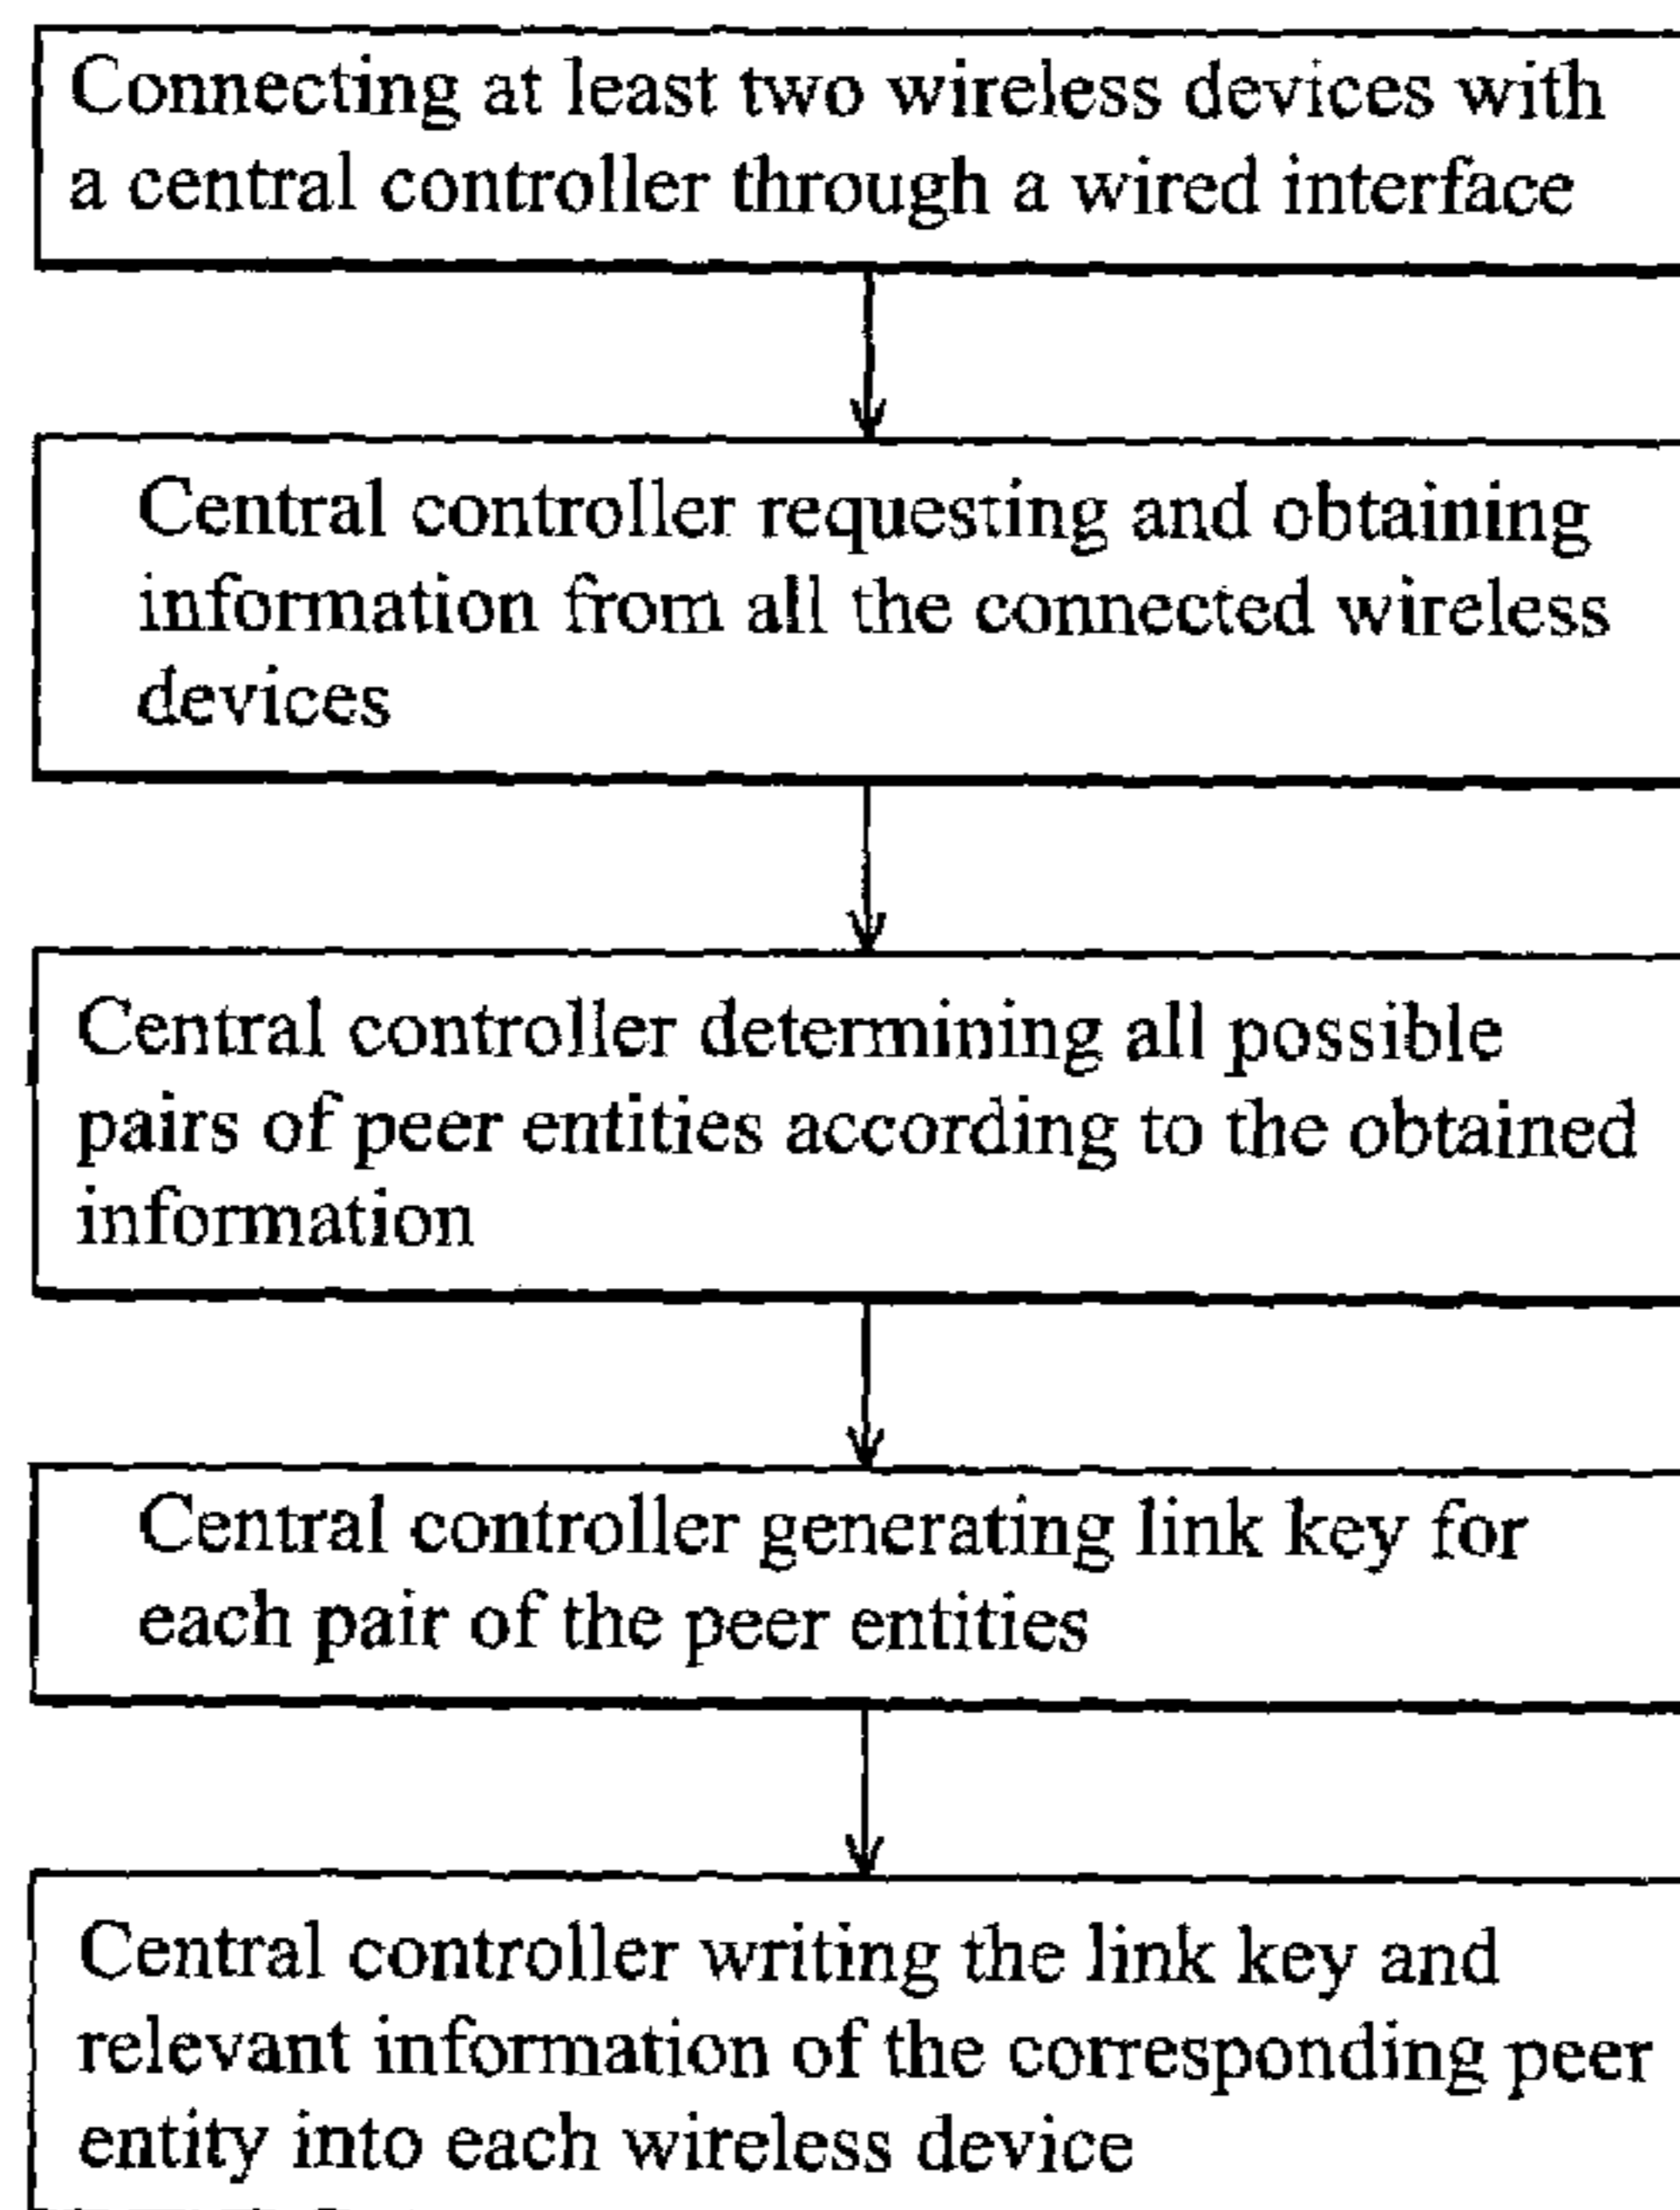 Connecting at least two wireless devices with
a central controller through a wired interface
Central controller requesting and obtaining
information from all the connected wireless
devices
Central controller determining all possible
pairs of peer entities according to the obtained
information
Central controller generating link key for
each pair of the peer entities
Central controller writing the link key and
relevant information of the corresponding peer
entity into each wireless device